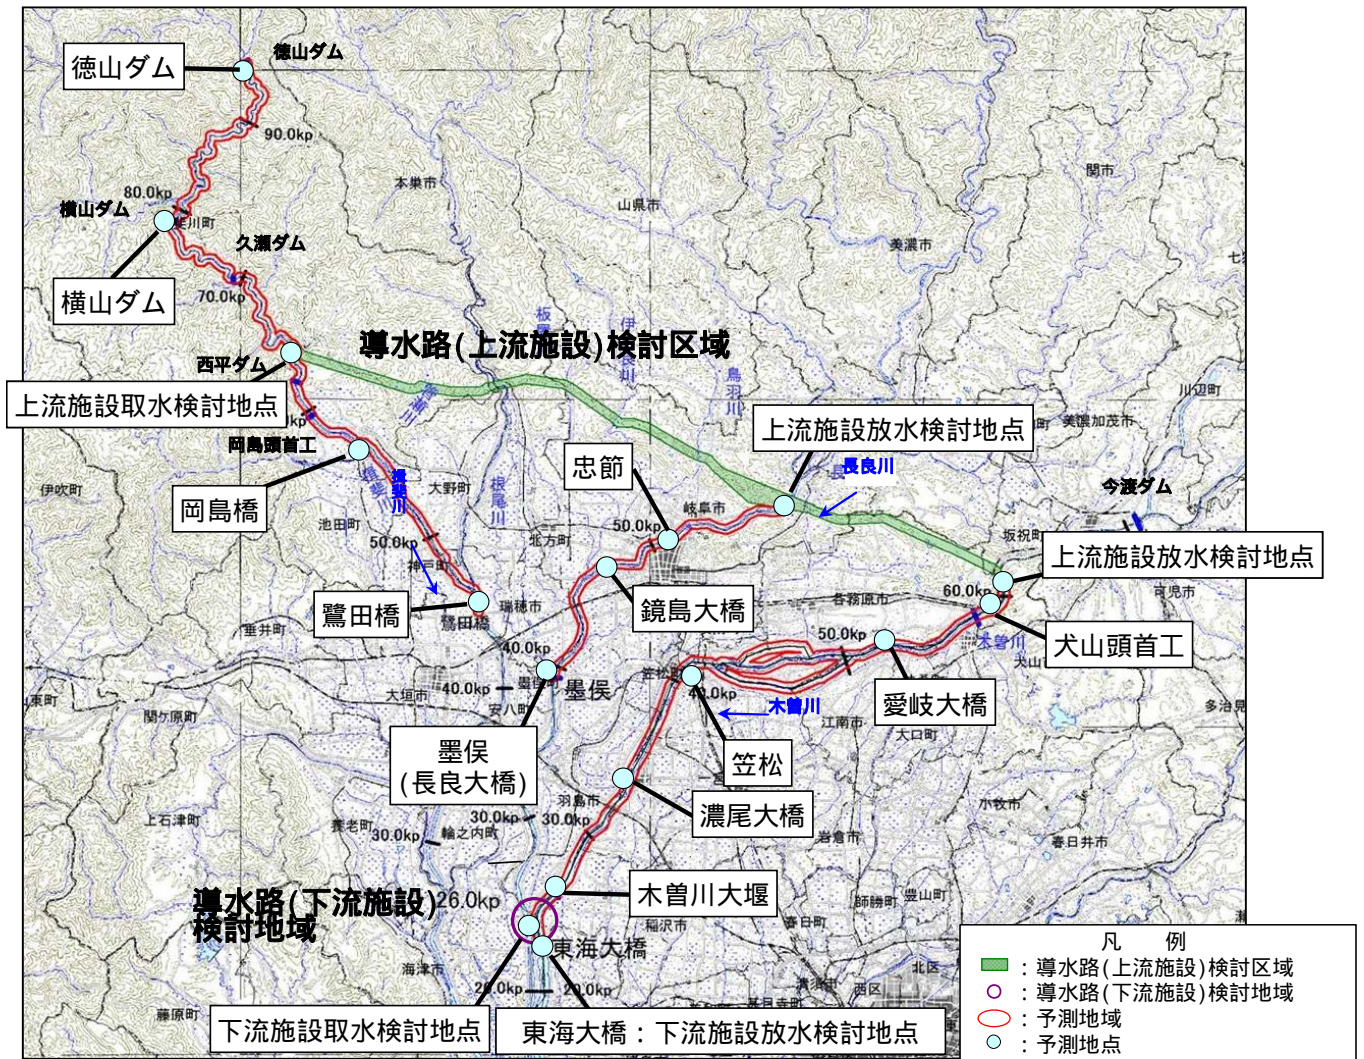 徳山ダム
徳山ダム
90.0kp
本巣市
関市
80.0kp
山県市
横山ダム
川町
久瀬ダム
美濃市
70.0kp
横山ダム
導水路(上流施設)検討区域
西平ダム
鳥羽川
川辺町
上流施設取水検討地点
kp
美濃加茂市
上流施設放水検討地点
岡島頭首工
忠節
長良川
今渡ダム
伊吹町
揖斐川
大野町
根尾川
岡島橋
池田町
岐阜市
50.0kp
北方町
坂祝町
50.0kp
神戸町
上流施設放水検討地点
鷺田橋
鷺田橋
瑞穂市
鏡島大橋
各務原市
60.0kp
可児市
垂井町
50.0kp
木曽川
犬山頭首工
40.0kp
笠松町
大垣市
40.0kp
墨俣
40.0kp
愛岐大橋
安八町
木曽川
江南市
関ケ原町
大口町
墨俣
(長良大橋)
笠松
羽島市
濃尾大橋
小牧市
上石津町
養老町
30.0kp
輪之内町
30.0kp
30.0kp
岩倉市
春日井市
導水路(下流施設)
検討地域
26.0kp
木曽川大堰
豊山町
師勝町
稲沢市
春日町
東海大橋
海津市
北区
西区
清須市
20.0kp
20.0kp
藤原町
甚目寺町
下流施設取水検討地点
東海大橋：下流施設放水検討地点
凡 例
：導水路(上流施設)検討区域
：導水路(下流施設)検討地域
：予測地域
：予測地点